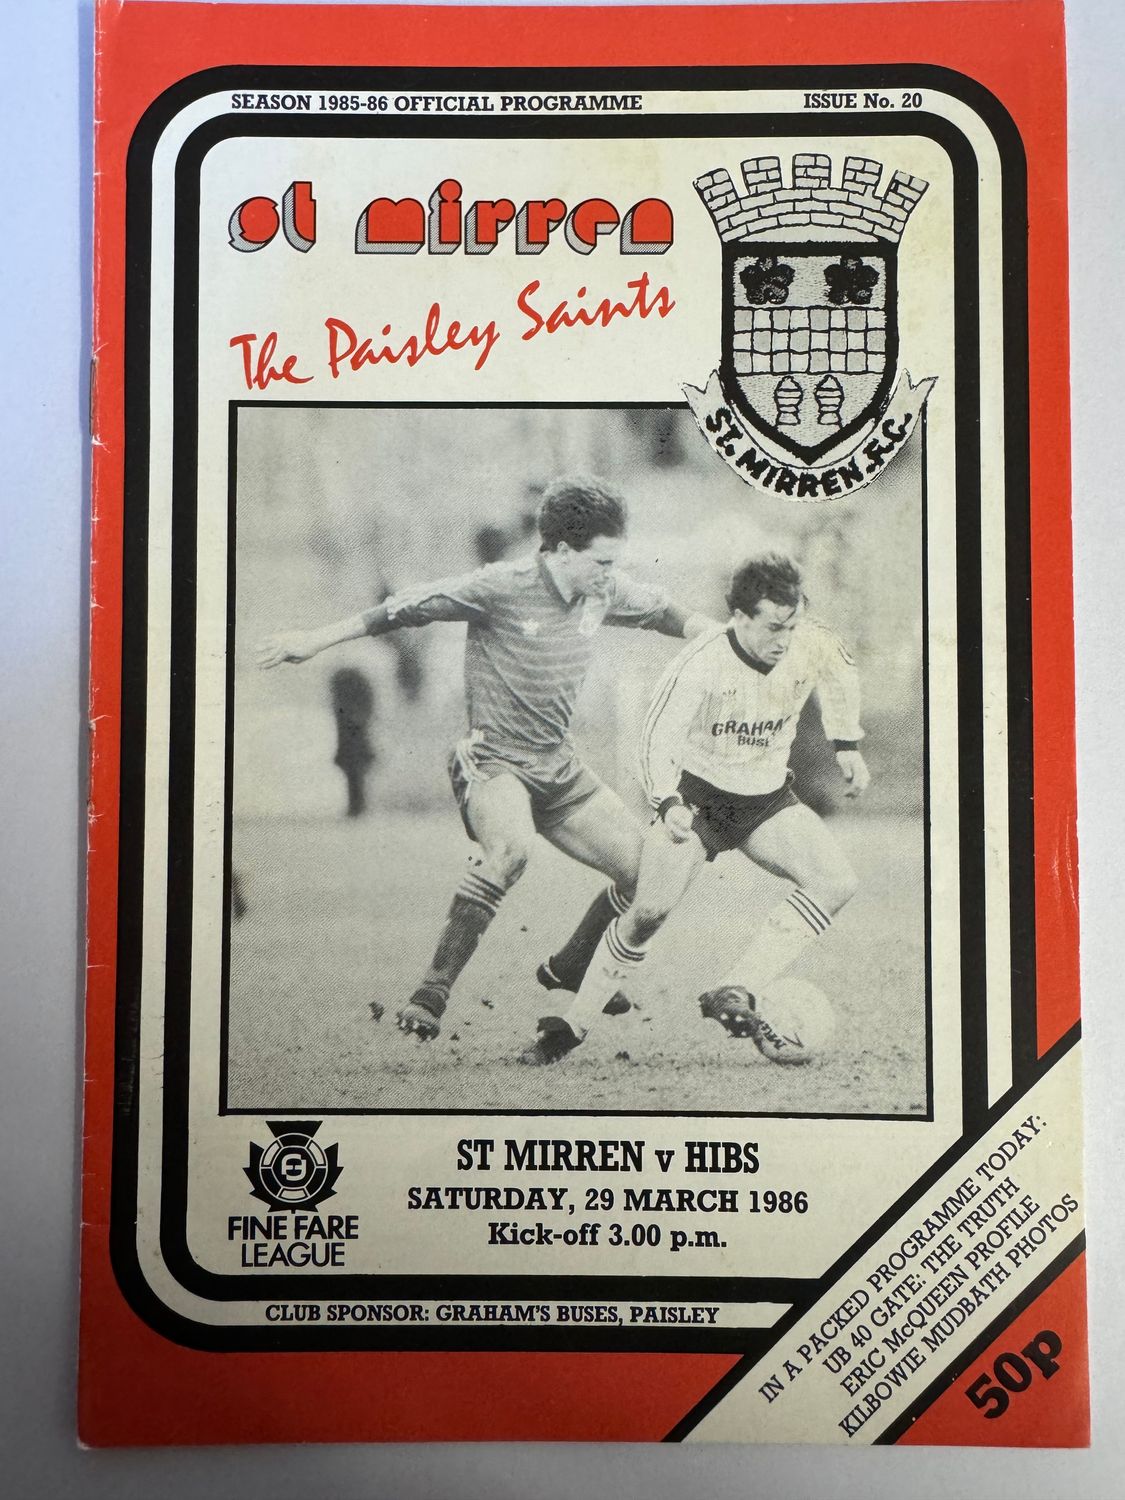 SEASON 1985-86 OFFICIAL PROGRAMME
ISSUE No. 20
st mirren
The Paisley Saints
ST. MIRREN F.C.
GRAHAM
ST MIRREN v HIBS
SATURDAY, 29 MARCH 1986
Kick-off 3.00 p.m.
FINE FARE
LEAGUE
CLUB SPONSOR: GRAHAM'S BUSES, PAISLEY
IN A PACKED PROGRAMME TODAY:
UB 40 GATE: THE TRUTH
ERIC McQUEEN PROFILE
KILBOWIE MUDBATH PHOTOS
50p